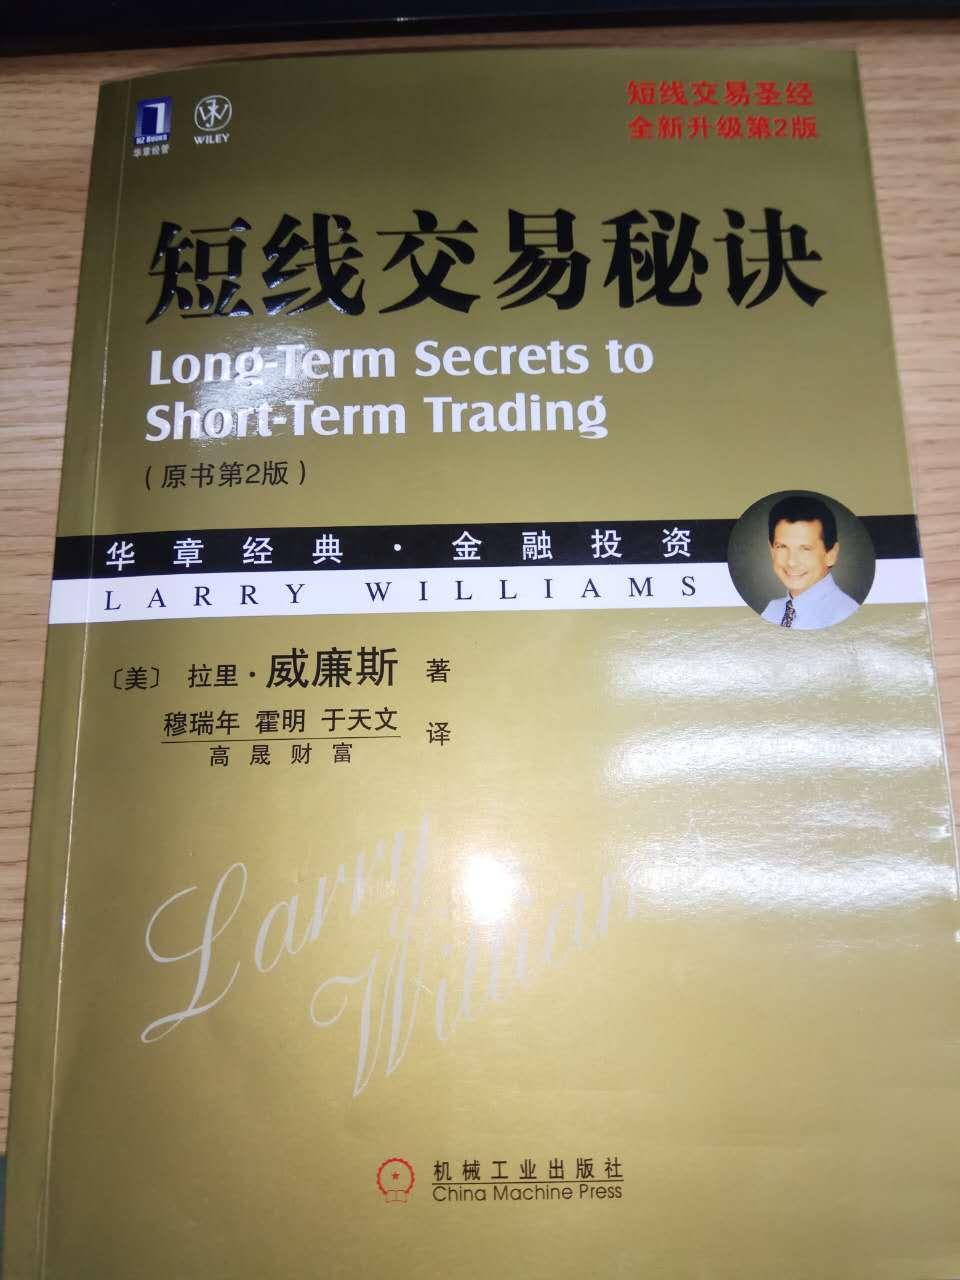 HZ Books
华章经管
WILEY
短线交易圣经
全新升级第2版
短线交易秘诀
Long-Term Secrets to
Short-Term Trading
（原书第2版）
华章经典·金融投资
LARRY WILLIAMS
〔美〕 拉里·威廉斯 著
穆瑞年 霍明 于天文 译
高晟财富
Larry
William
机械工业出版社
China Machine Press